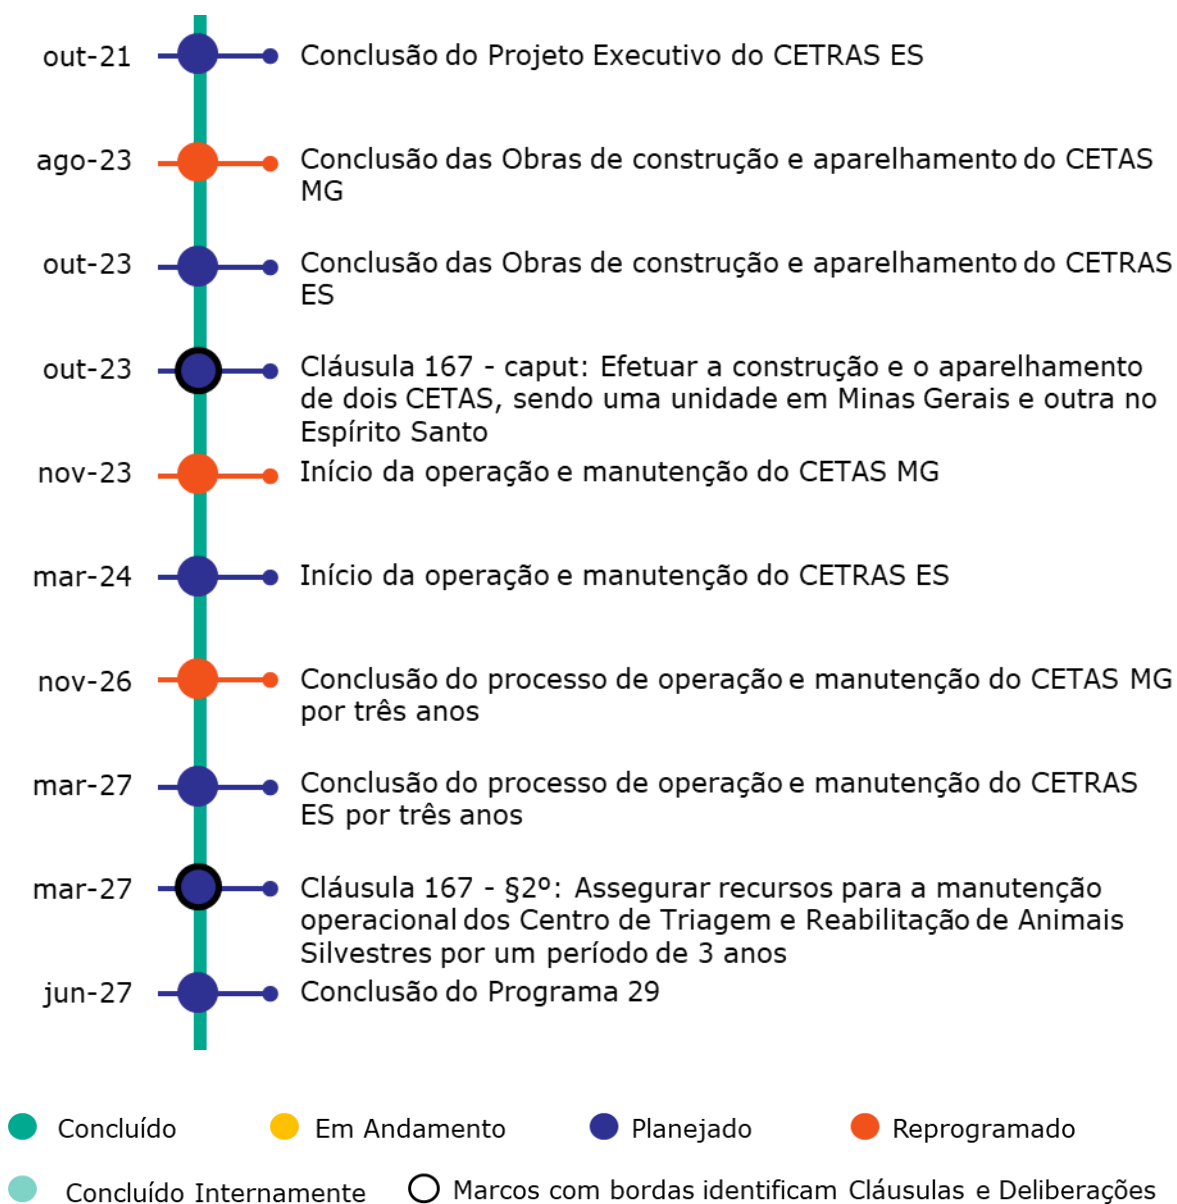 out-21
Conclusão do Projeto Executivo do CETRAS ES
ago-23
Conclusão das Obras de construção e aparelhamento do CETAS
MG
out-23
Conclusão das Obras de construção e aparelhamento do CETRAS
ES
out-23
Cláusula 167 - caput: Efetuar a construção e o aparelhamento
de dois CETAS, sendo uma unidade em Minas Gerais e outra no
Espírito Santo
nov-23
Início da operação e manutenção do CETAS MG
mar-24
Início da operação e manutenção do CETRAS ES
nov-26
Conclusão do processo de operação e manutenção do CETAS MG
por três anos
mar-27
Conclusão do processo de operação e manutenção do CETRAS
ES por três anos
mar-27
Cláusula 167 - §2º: Assegurar recursos para a manutenção
operacional dos Centro de Triagem e Reabilitação de Animais
Silvestres por um período de 3 anos
jun-27
Conclusão do Programa 29
Concluído
Em Andamento
Planejado
Reprogramado
Concluído Internamente
Marcos com bordas identificam Cláusulas e Deliberações